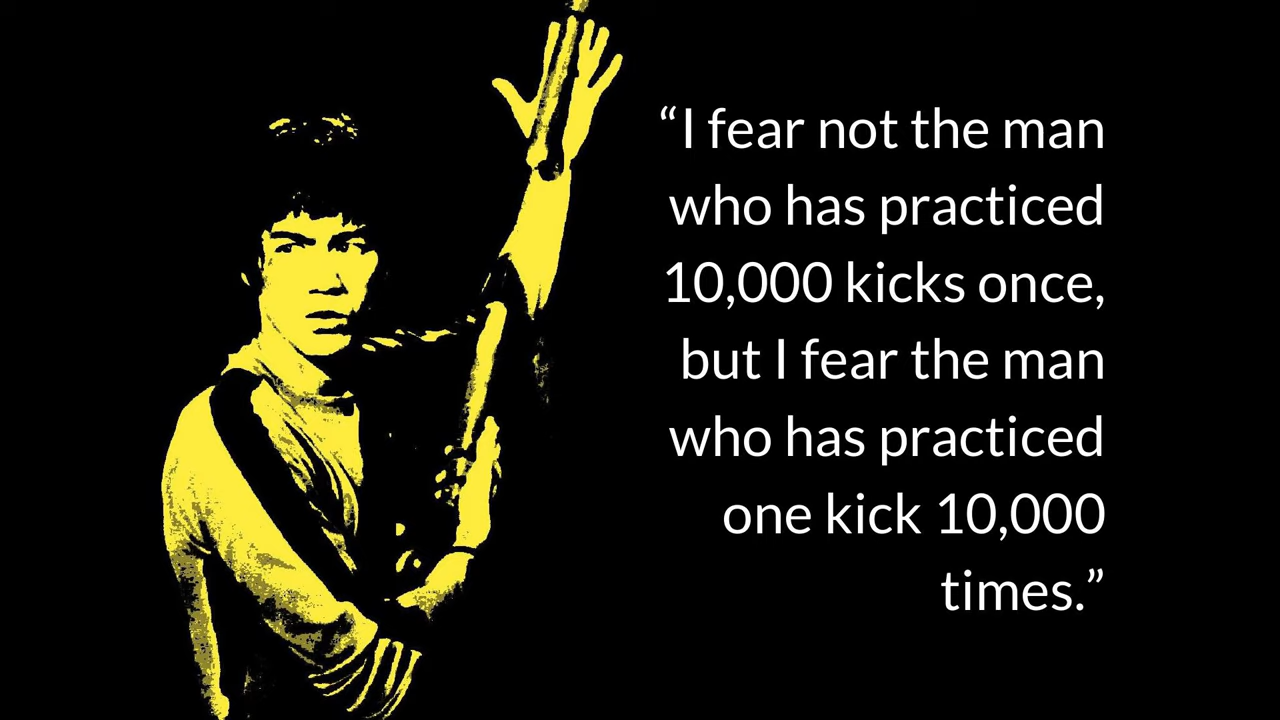 “I fear not the man
who has practiced
10,000 kicks once,
but I fear the man
who has practiced
one kick 10,000
times.”